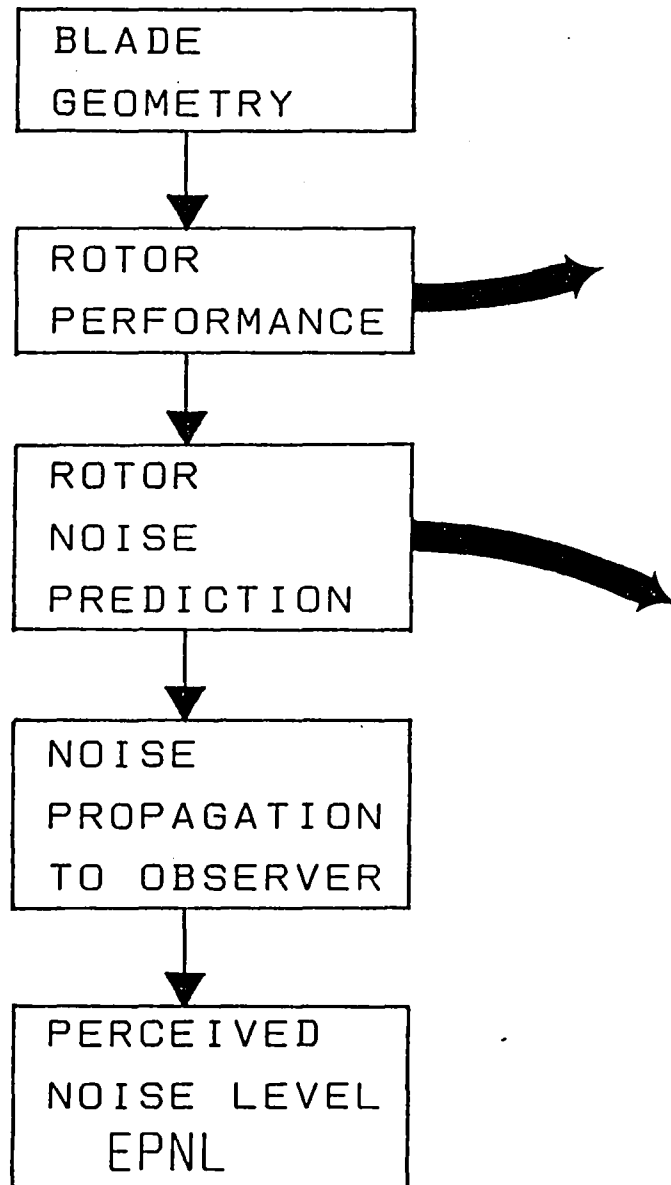 BLADE
GEOMETRY
ROTOR
PERFORMANCE
ROTOR
NOISE
PREDICTION
NOISE
PROPAGATION
TO OBSERVER
PERCEIVED
NOISE LEVEL
EPNL